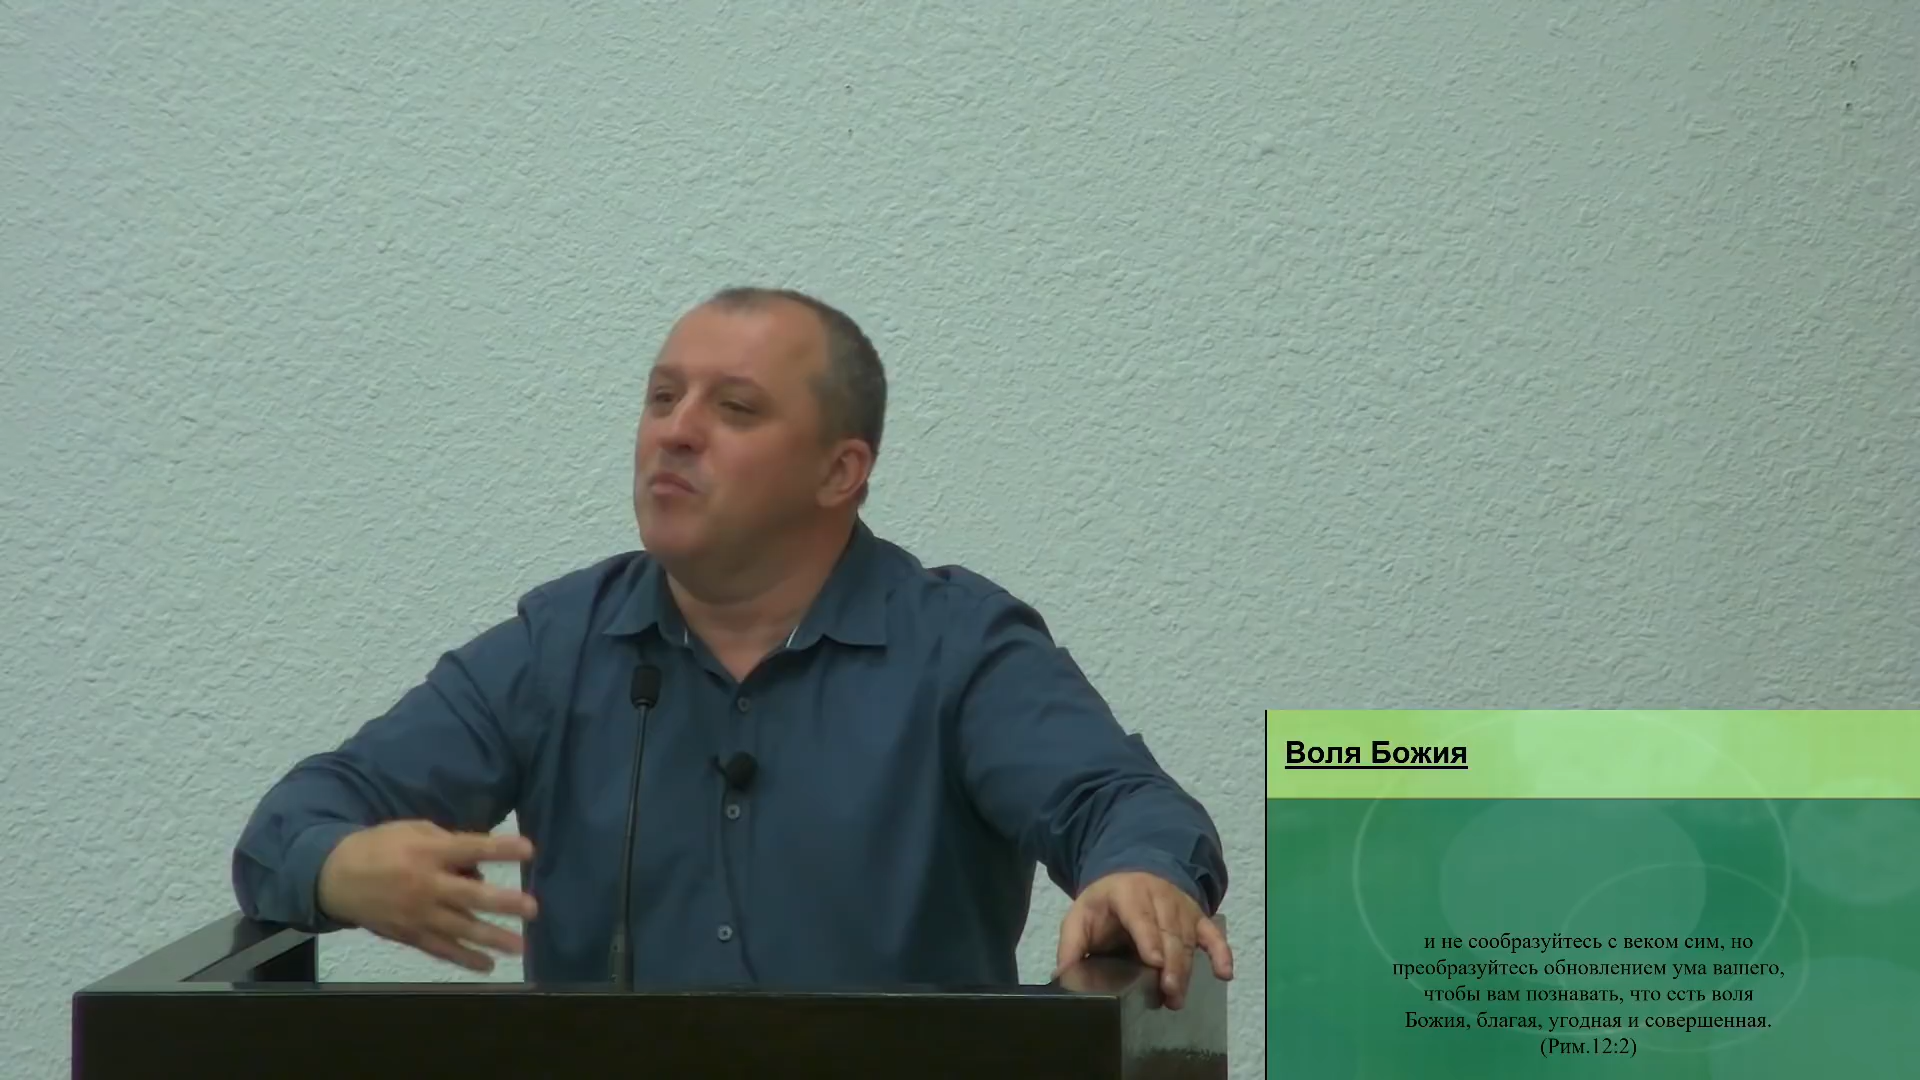 Воля Божия
и не сообразуйтесь с веком сим, но
преобразуйтесь обновлением ума вашего,
чтобы вам познавать, что есть воля
Божия, благая, угодная и совершенная.
(Рим.12:2)